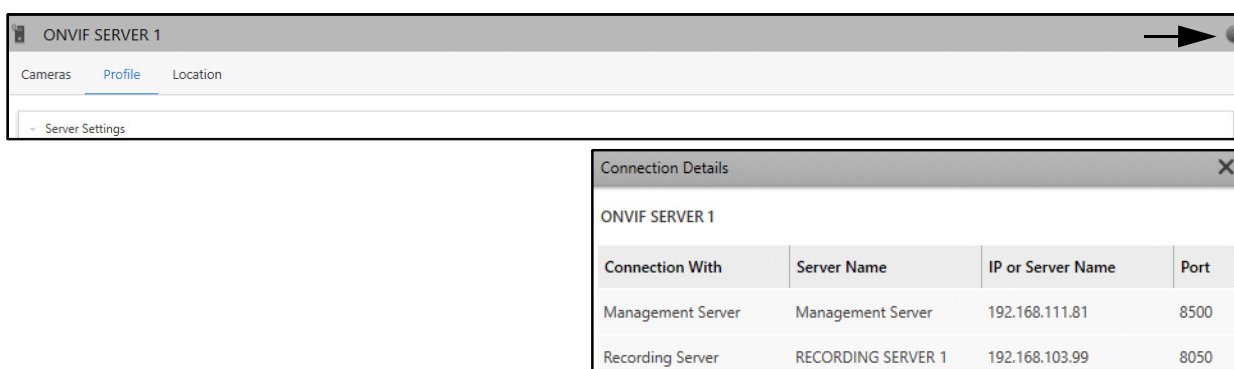 ONVIF SERVER 1
Cameras Profile Location
Server Settings
Connection Details
ONVIF SERVER 1
Connection With Server Name IP or Server Name Port
Management Server Management Server 192.168.111.81 8500
Recording Server RECORDING SERVER 1 192.168.103.99 8050